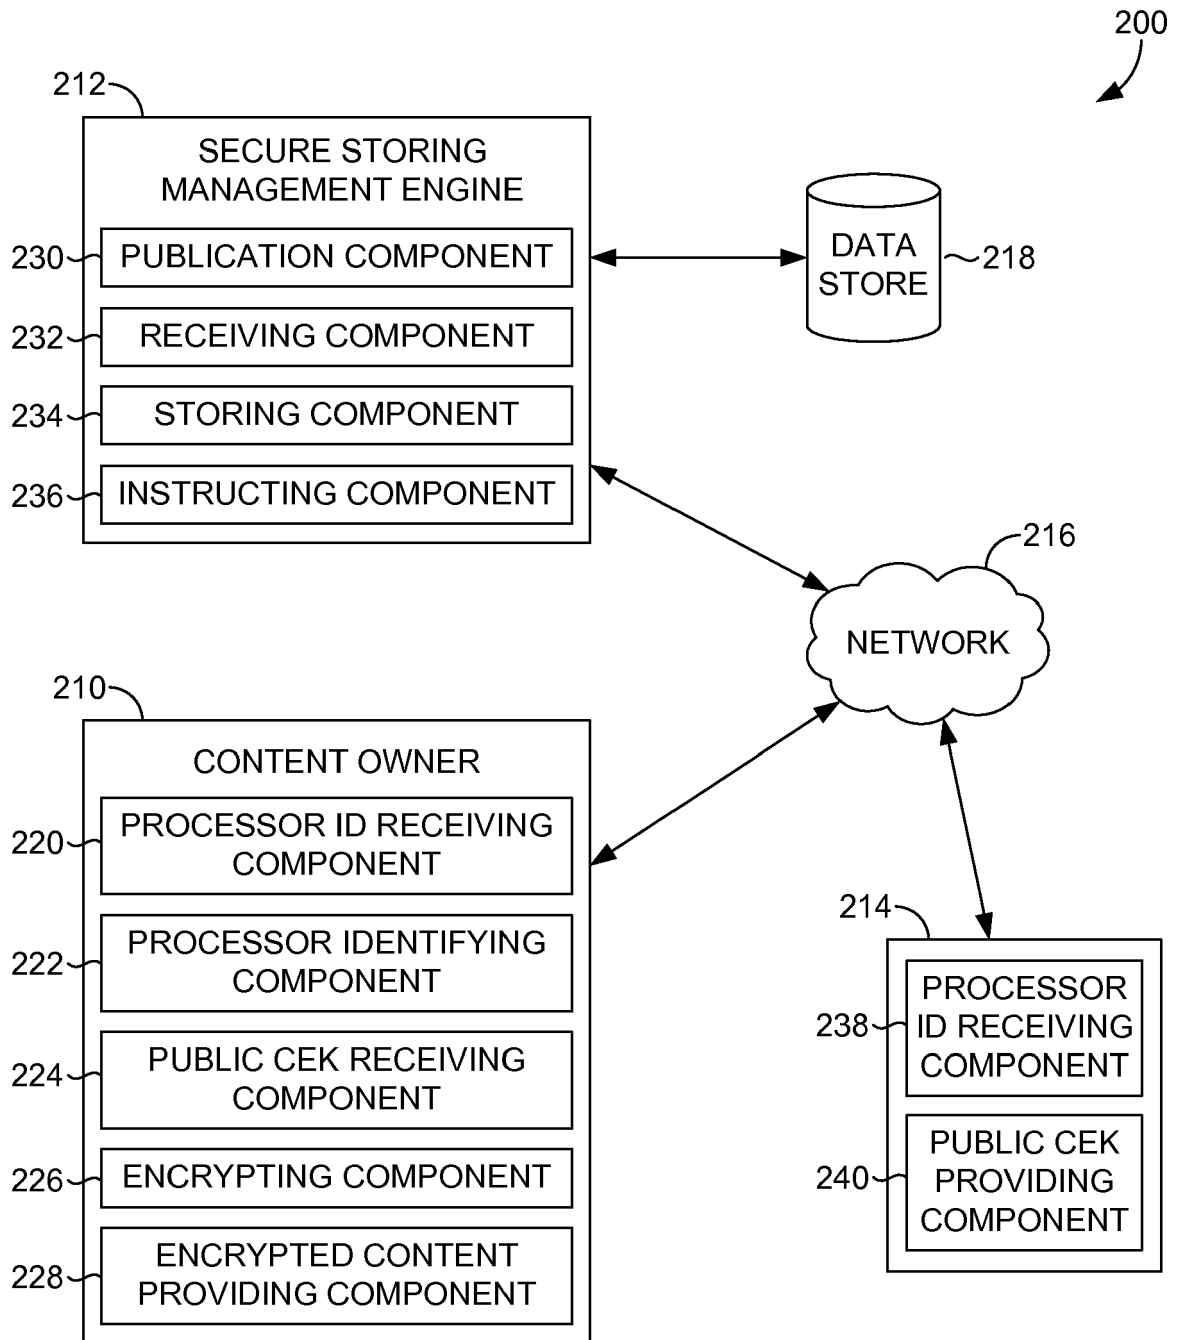 200
212
SECURE STORING
MANAGEMENT ENGINE
230
PUBLICATION COMPONENT
232
RECEIVING COMPONENT
234
STORING COMPONENT
236
INSTRUCTING COMPONENT
DATA
STORE
218
216
NETWORK
210
CONTENT OWNER
220
PROCESSOR ID RECEIVING
COMPONENT
222
PROCESSOR IDENTIFYING
COMPONENT
224
PUBLIC CEK RECEIVING
COMPONENT
226
ENCRYPTING COMPONENT
228
ENCRYPTED CONTENT
PROVIDING COMPONENT
214
238
PROCESSOR
ID RECEIVING
COMPONENT
240
PUBLIC CEK
PROVIDING
COMPONENT